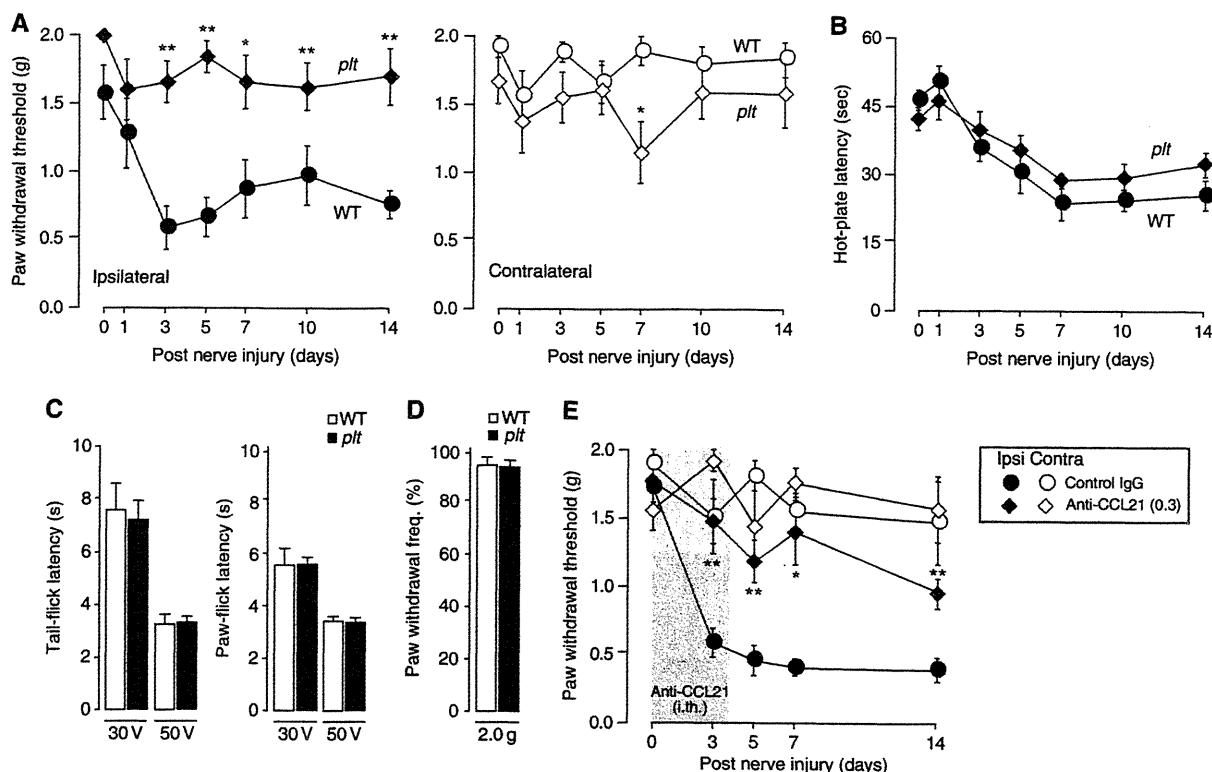 A
2.0
1.5
1.0
0.5
0.0
Paw withdrawal threshold (g)
**
**
*
**
**
plt
WT
Ipsilateral
0 1 3 5 7 10 14
Post nerve injury (days)
2.0
1.5
1.0
0.5
0.0
WT
*
plt
Contralateral
0 1 3 5 7 10 14
Post nerve injury (days)
B
60
45
30
15
0
Hot-plate latency (sec)
plt
WT
0 1 3 5 7 10 14
Post nerve injury (days)
C
10
8
6
4
2
0
Tail-flick latency (s)
30 V 50 V
WT
plt
10
8
6
4
2
0
Paw-flick latency (s)
30 V 50 V
D
WT
plt
100
80
60
40
20
0
Paw withdrawal freq. (%)
2.0 g
E
2.0
1.5
1.0
0.5
0.0
Paw withdrawal threshold (g)
**
**
*
**
Anti-CCL21
(i.th.)
0 3 5 7 14
Post nerve injury (days)
Ipsi Contra
Control IgG
Anti-CCL21 (0.3)